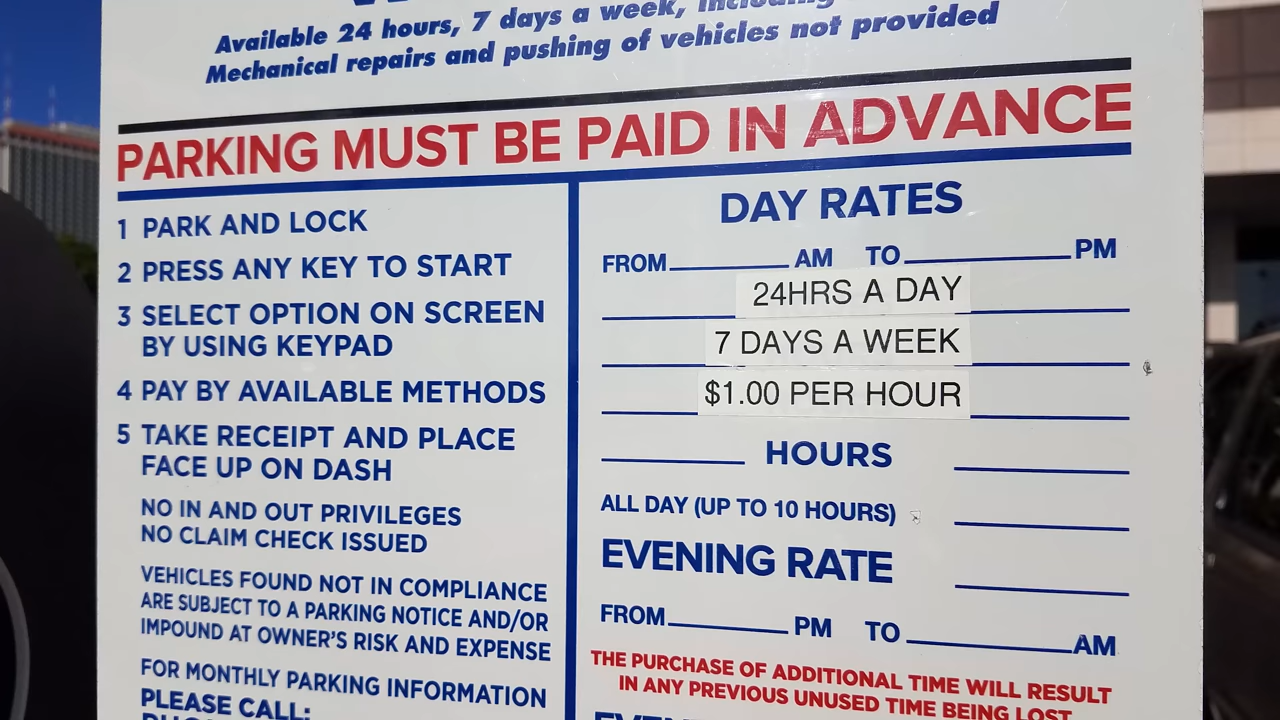 Available 24 hours, 7 days a week, including
Mechanical repairs and pushing of vehicles not provided
PARKING MUST BE PAID IN ADVANCE
1 PARK AND LOCK
2 PRESS ANY KEY TO START
3 SELECT OPTION ON SCREEN
BY USING KEYPAD
4 PAY BY AVAILABLE METHODS
5 TAKE RECEIPT AND PLACE
FACE UP ON DASH
NO IN AND OUT PRIVILEGES
NO CLAIM CHECK ISSUED
VEHICLES FOUND NOT IN COMPLIANCE
ARE SUBJECT TO A PARKING NOTICE AND/OR
IMPOUND AT OWNER'S RISK AND EXPENSE
FOR MONTHLY PARKING INFORMATION
PLEASE CALL:
DAY RATES
FROM AM TO PM
24HRS A DAY
7 DAYS A WEEK
$1.00 PER HOUR
HOURS
ALL DAY (UP TO 10 HOURS)
EVENING RATE
FROM PM TO AM
THE PURCHASE OF ADDITIONAL TIME WILL RESULT
IN ANY PREVIOUS UNUSED TIME BEING LOST